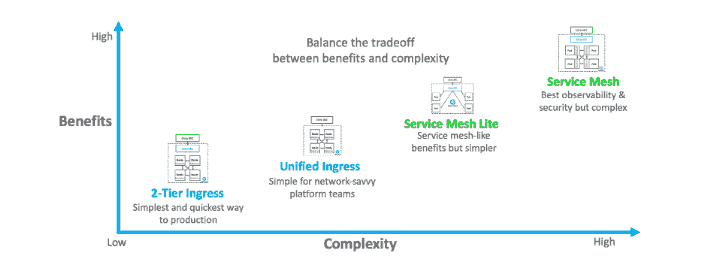 High
Balance the tradeoff
between benefits and complexity
Service Mesh
Best observability &
security but complex
Benefits
Service Mesh Lite
Service mesh-like
benefits but simpler
Unified Ingress
Simple for network-savvy
platform teams
2-Tier Ingress
Simplest and quickest way
to production
Low
Complexity
High